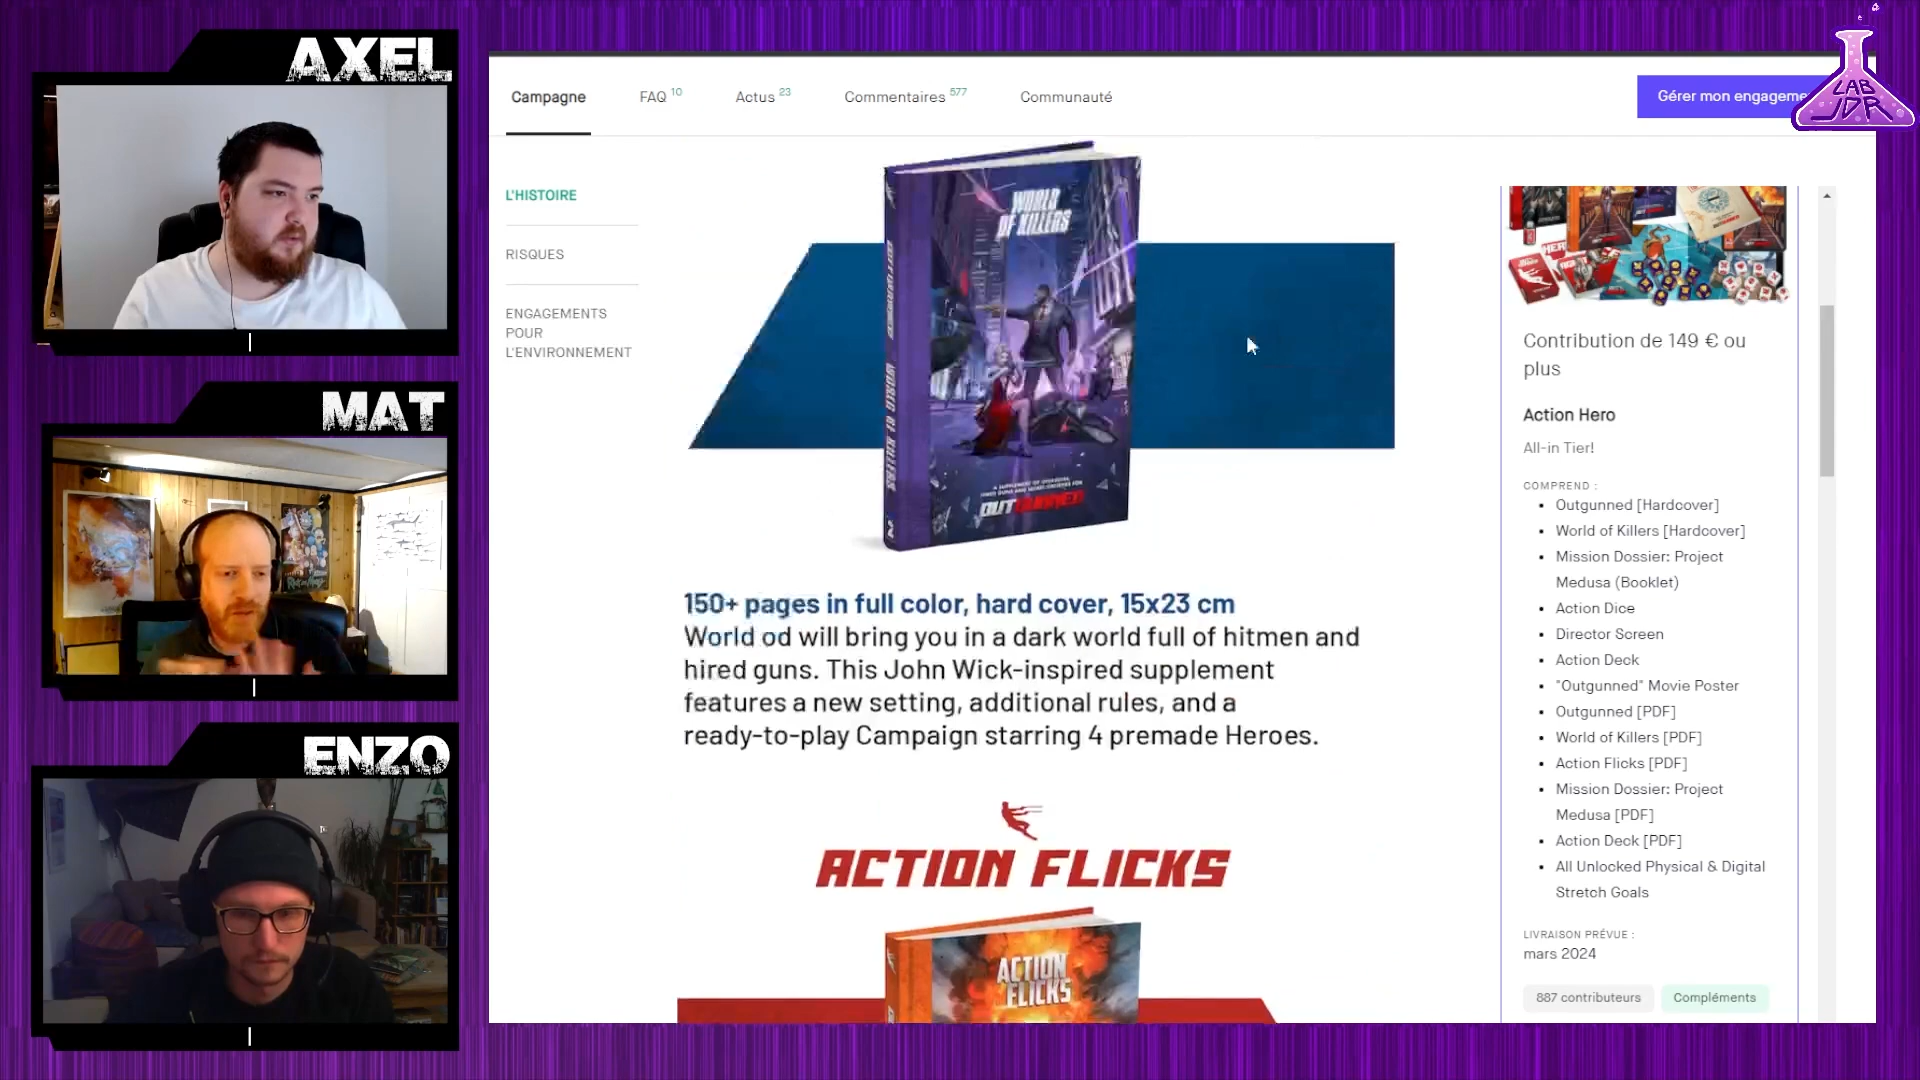 AXEL
MAT
ENZO
Campagne
FAQ 10
Actus 23
Commentaires 577
Communauté
Gérer mon engageme
LAB
JDR
L'HISTOIRE
RISQUES
ENGAGEMENTS
POUR
L'ENVIRONNEMENT
WORLD
OF KILLERS
OUTGUNNED
WORLD OF KILLERS
OUTGUNNED
150+ pages in full color, hard cover, 15x23 cm
World od will bring you in a dark world full of hitmen and
hired guns. This John Wick-inspired supplement
features a new setting, additional rules, and a
ready-to-play Campaign starring 4 premade Heroes.
ACTION FLICKS
ACTION
FLICKS
Contribution de 149 € ou
plus
Action Hero
All-in Tier!
COMPREND :
Outgunned [Hardcover]
World of Killers [Hardcover]
Mission Dossier: Project
Medusa (Booklet)
Action Dice
Director Screen
Action Deck
"Outgunned" Movie Poster
Outgunned [PDF]
World of Killers [PDF]
Action Flicks [PDF]
Mission Dossier: Project
Medusa [PDF]
Action Deck [PDF]
All Unlocked Physical & Digital
Stretch Goals
LIVRAISON PRÉVUE :
mars 2024
887 contributeurs
Compléments